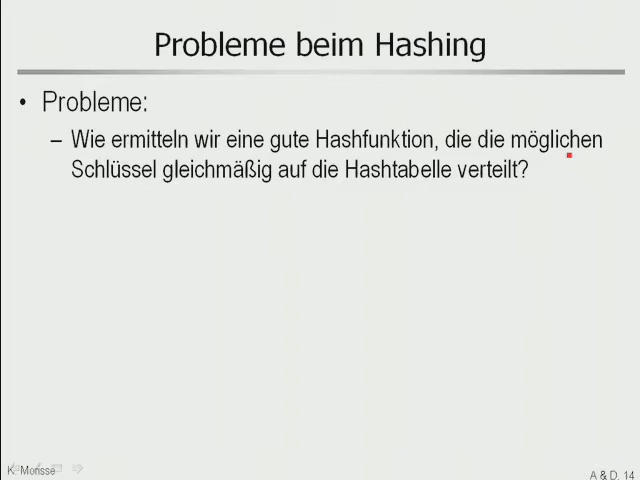 Probleme beim Hashing
• Probleme:
– Wie ermitteln wir eine gute Hashfunktion, die die möglichen
Schlüssel gleichmäßig auf die Hashtabelle verteilt?
K. Morisse
A & D, 14